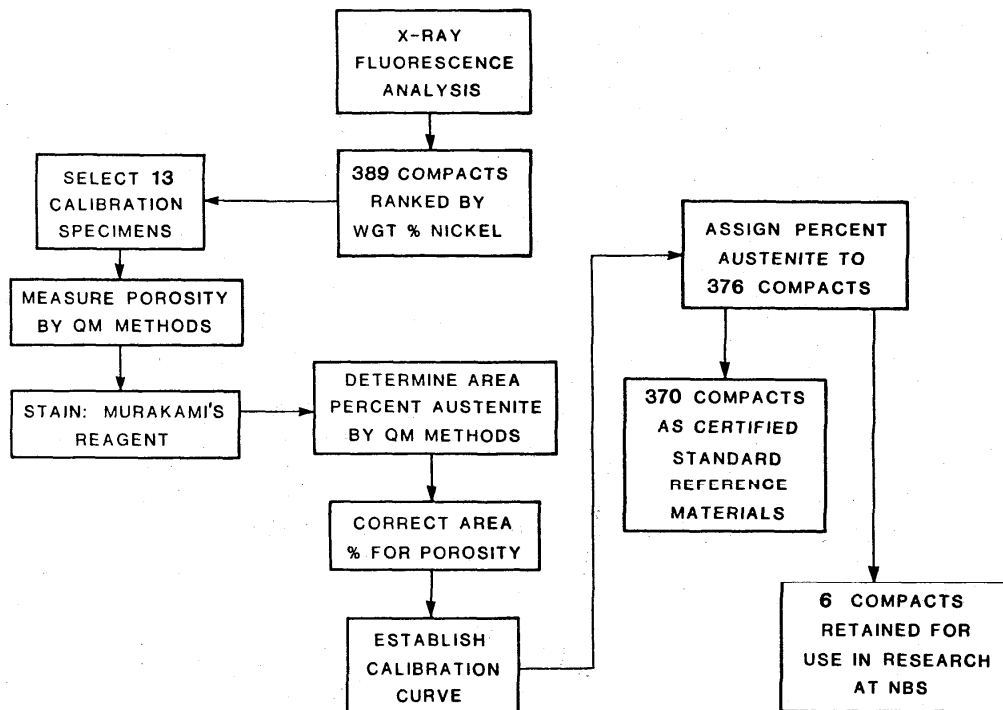 X-RAY
FLUORESCENCE
ANALYSIS
389 COMPACTS
RANKED BY
WGT % NICKEL
SELECT 13
CALIBRATION
SPECIMENS
MEASURE POROSITY
BY QM METHODS
STAIN: MURAKAMI'S
REAGENT
DETERMINE AREA
PERCENT AUSTENITE
BY QM METHODS
CORRECT AREA
% FOR POROSITY
ESTABLISH
CALIBRATION
CURVE
ASSIGN PERCENT
AUSTENITE TO
376 COMPACTS
370 COMPACTS
AS CERTIFIED
STANDARD
REFERENCE
MATERIALS
6 COMPACTS
RETAINED FOR
USE IN RESEARCH
AT NBS